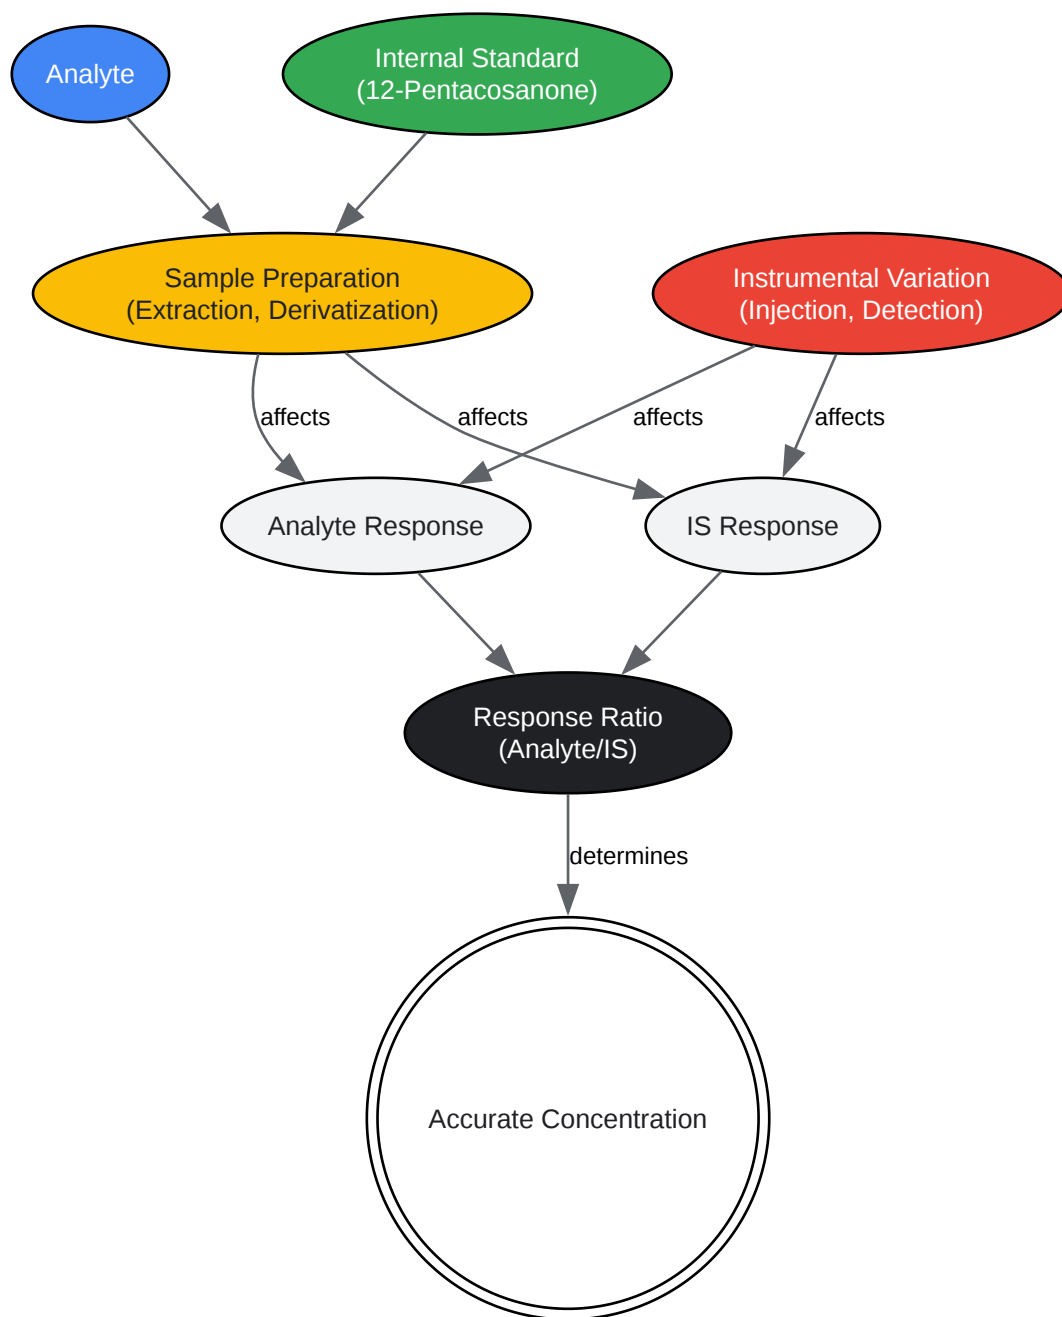 Analyte
Internal Standard
(12-Pentacosanone)
Sample Preparation
(Extraction, Derivatization)
Instrumental Variation
(Injection, Detection)
affects
affects
affects
affects
Analyte Response
IS Response
Response Ratio
(Analyte/IS)
determines
Accurate Concentration